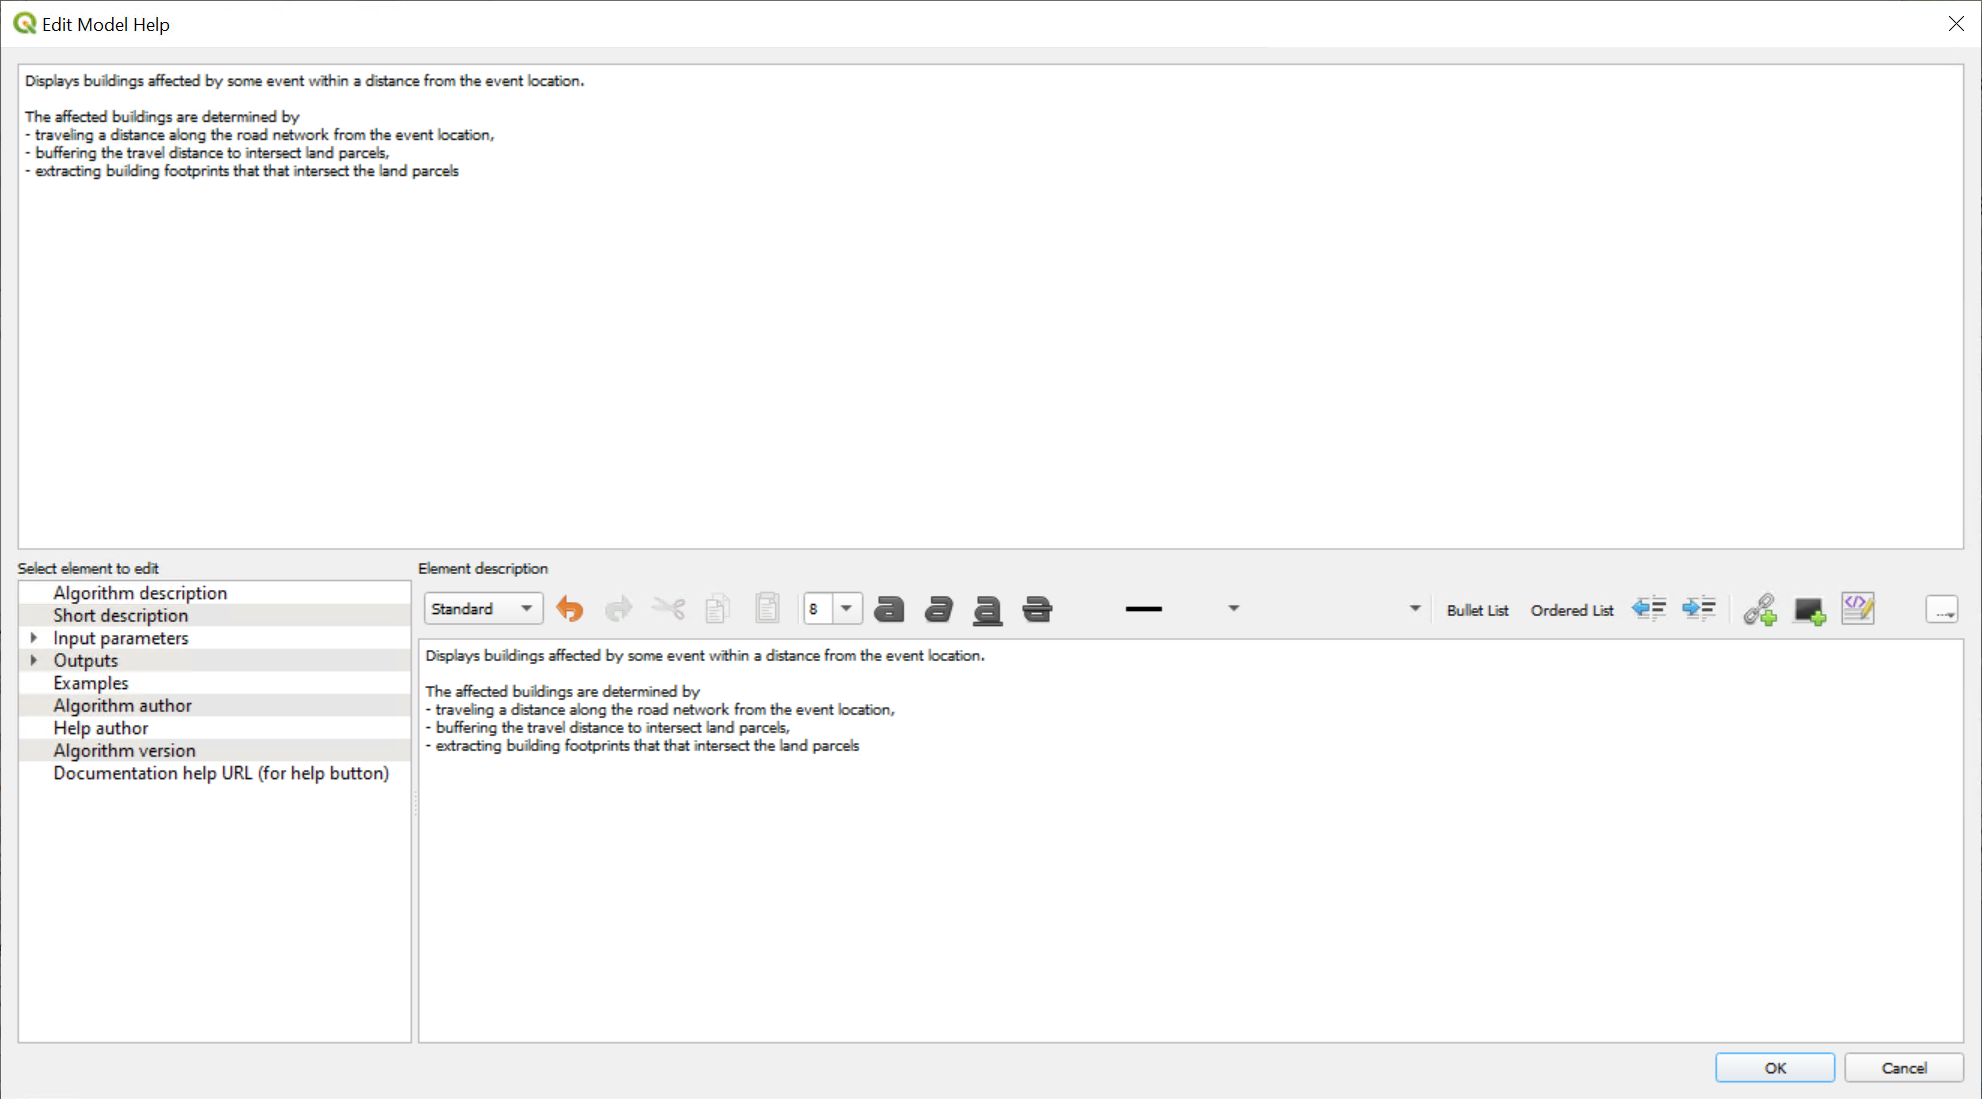 Edit Model Help
Displays buildings affected by some event within a distance from the event location.
The affected buildings are determined by
- traveling a distance along the road network from the event location,
- buffering the travel distance to intersect land parcels,
- extracting building footprints that that intersect the land parcels
Select element to edit
Algorithm description
Short description
Input parameters
Outputs
Examples
Algorithm author
Help author
Algorithm version
Documentation help URL (for help button)
Element description
Standard
8
a
a
a
a
Bullet List
Ordered List
</>
...
Displays buildings affected by some event within a distance from the event location.
The affected buildings are determined by
- traveling a distance along the road network from the event location,
- buffering the travel distance to intersect land parcels,
- extracting building footprints that that intersect the land parcels
OK
Cancel